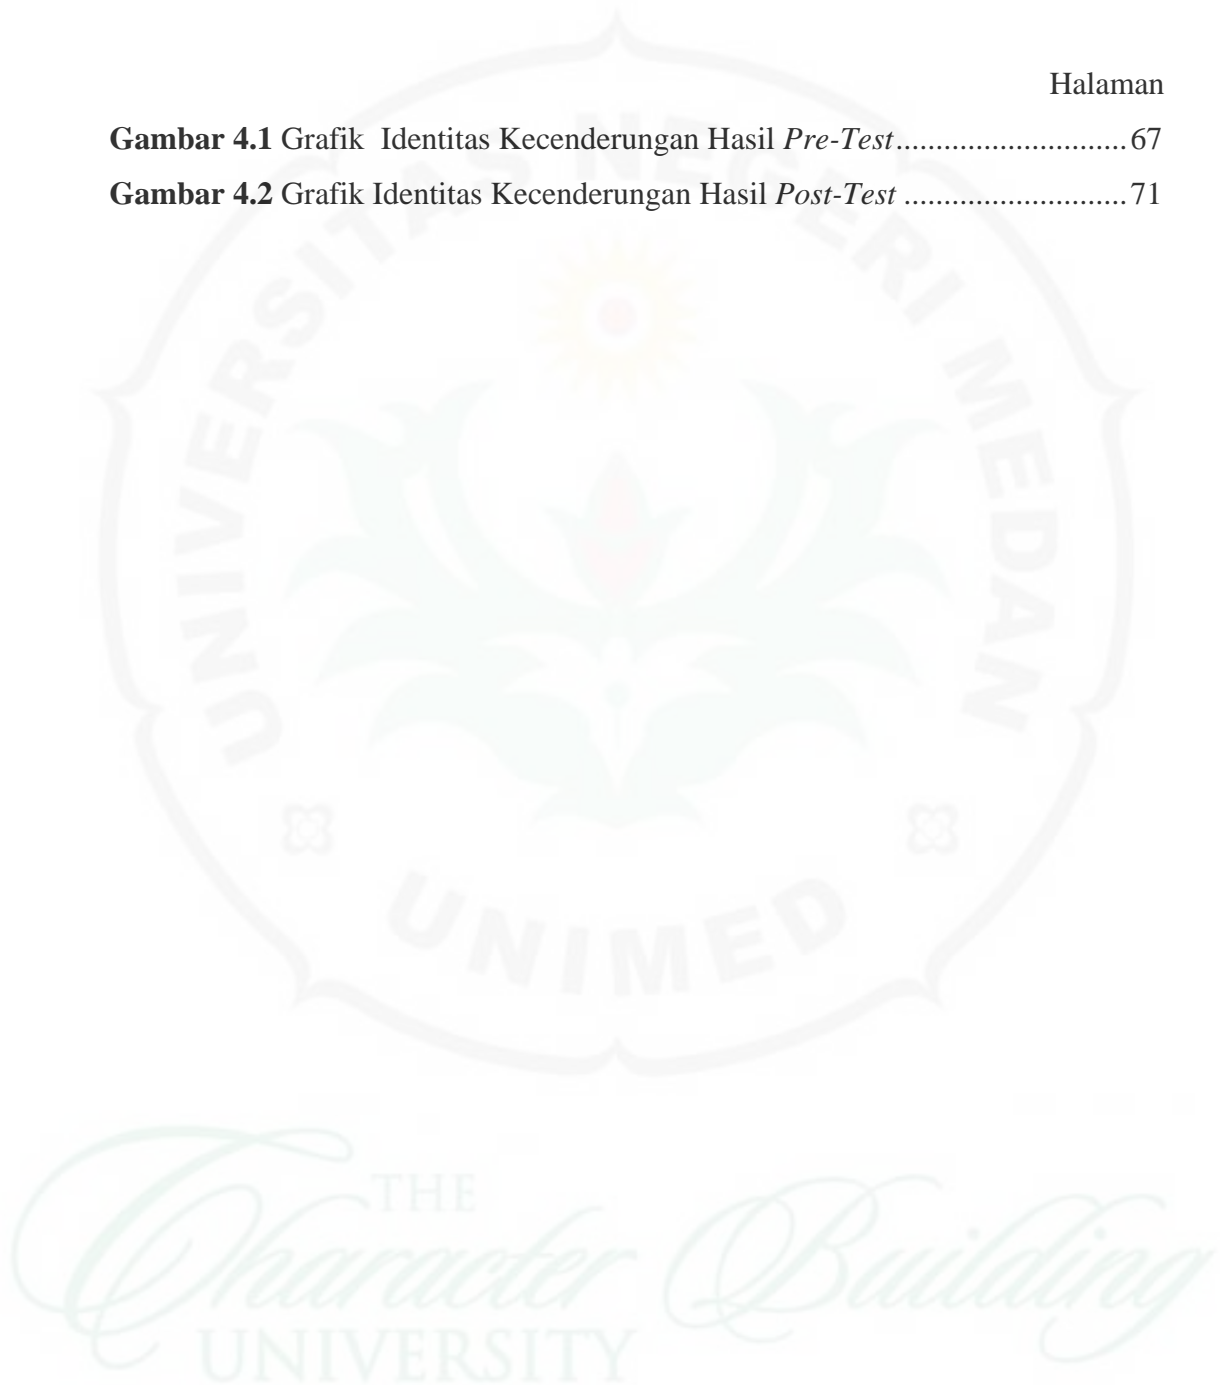 Halaman
Gambar 4.1 Grafik Identitas Kecenderungan Hasil Pre-Test.............................67
Gambar 4.2 Grafik Identitas Kecenderungan Hasil Post-Test ............................71
UNIVERSITAS NEGERI MEDAN
UNIMED
THE
Character Building
UNIVERSITY